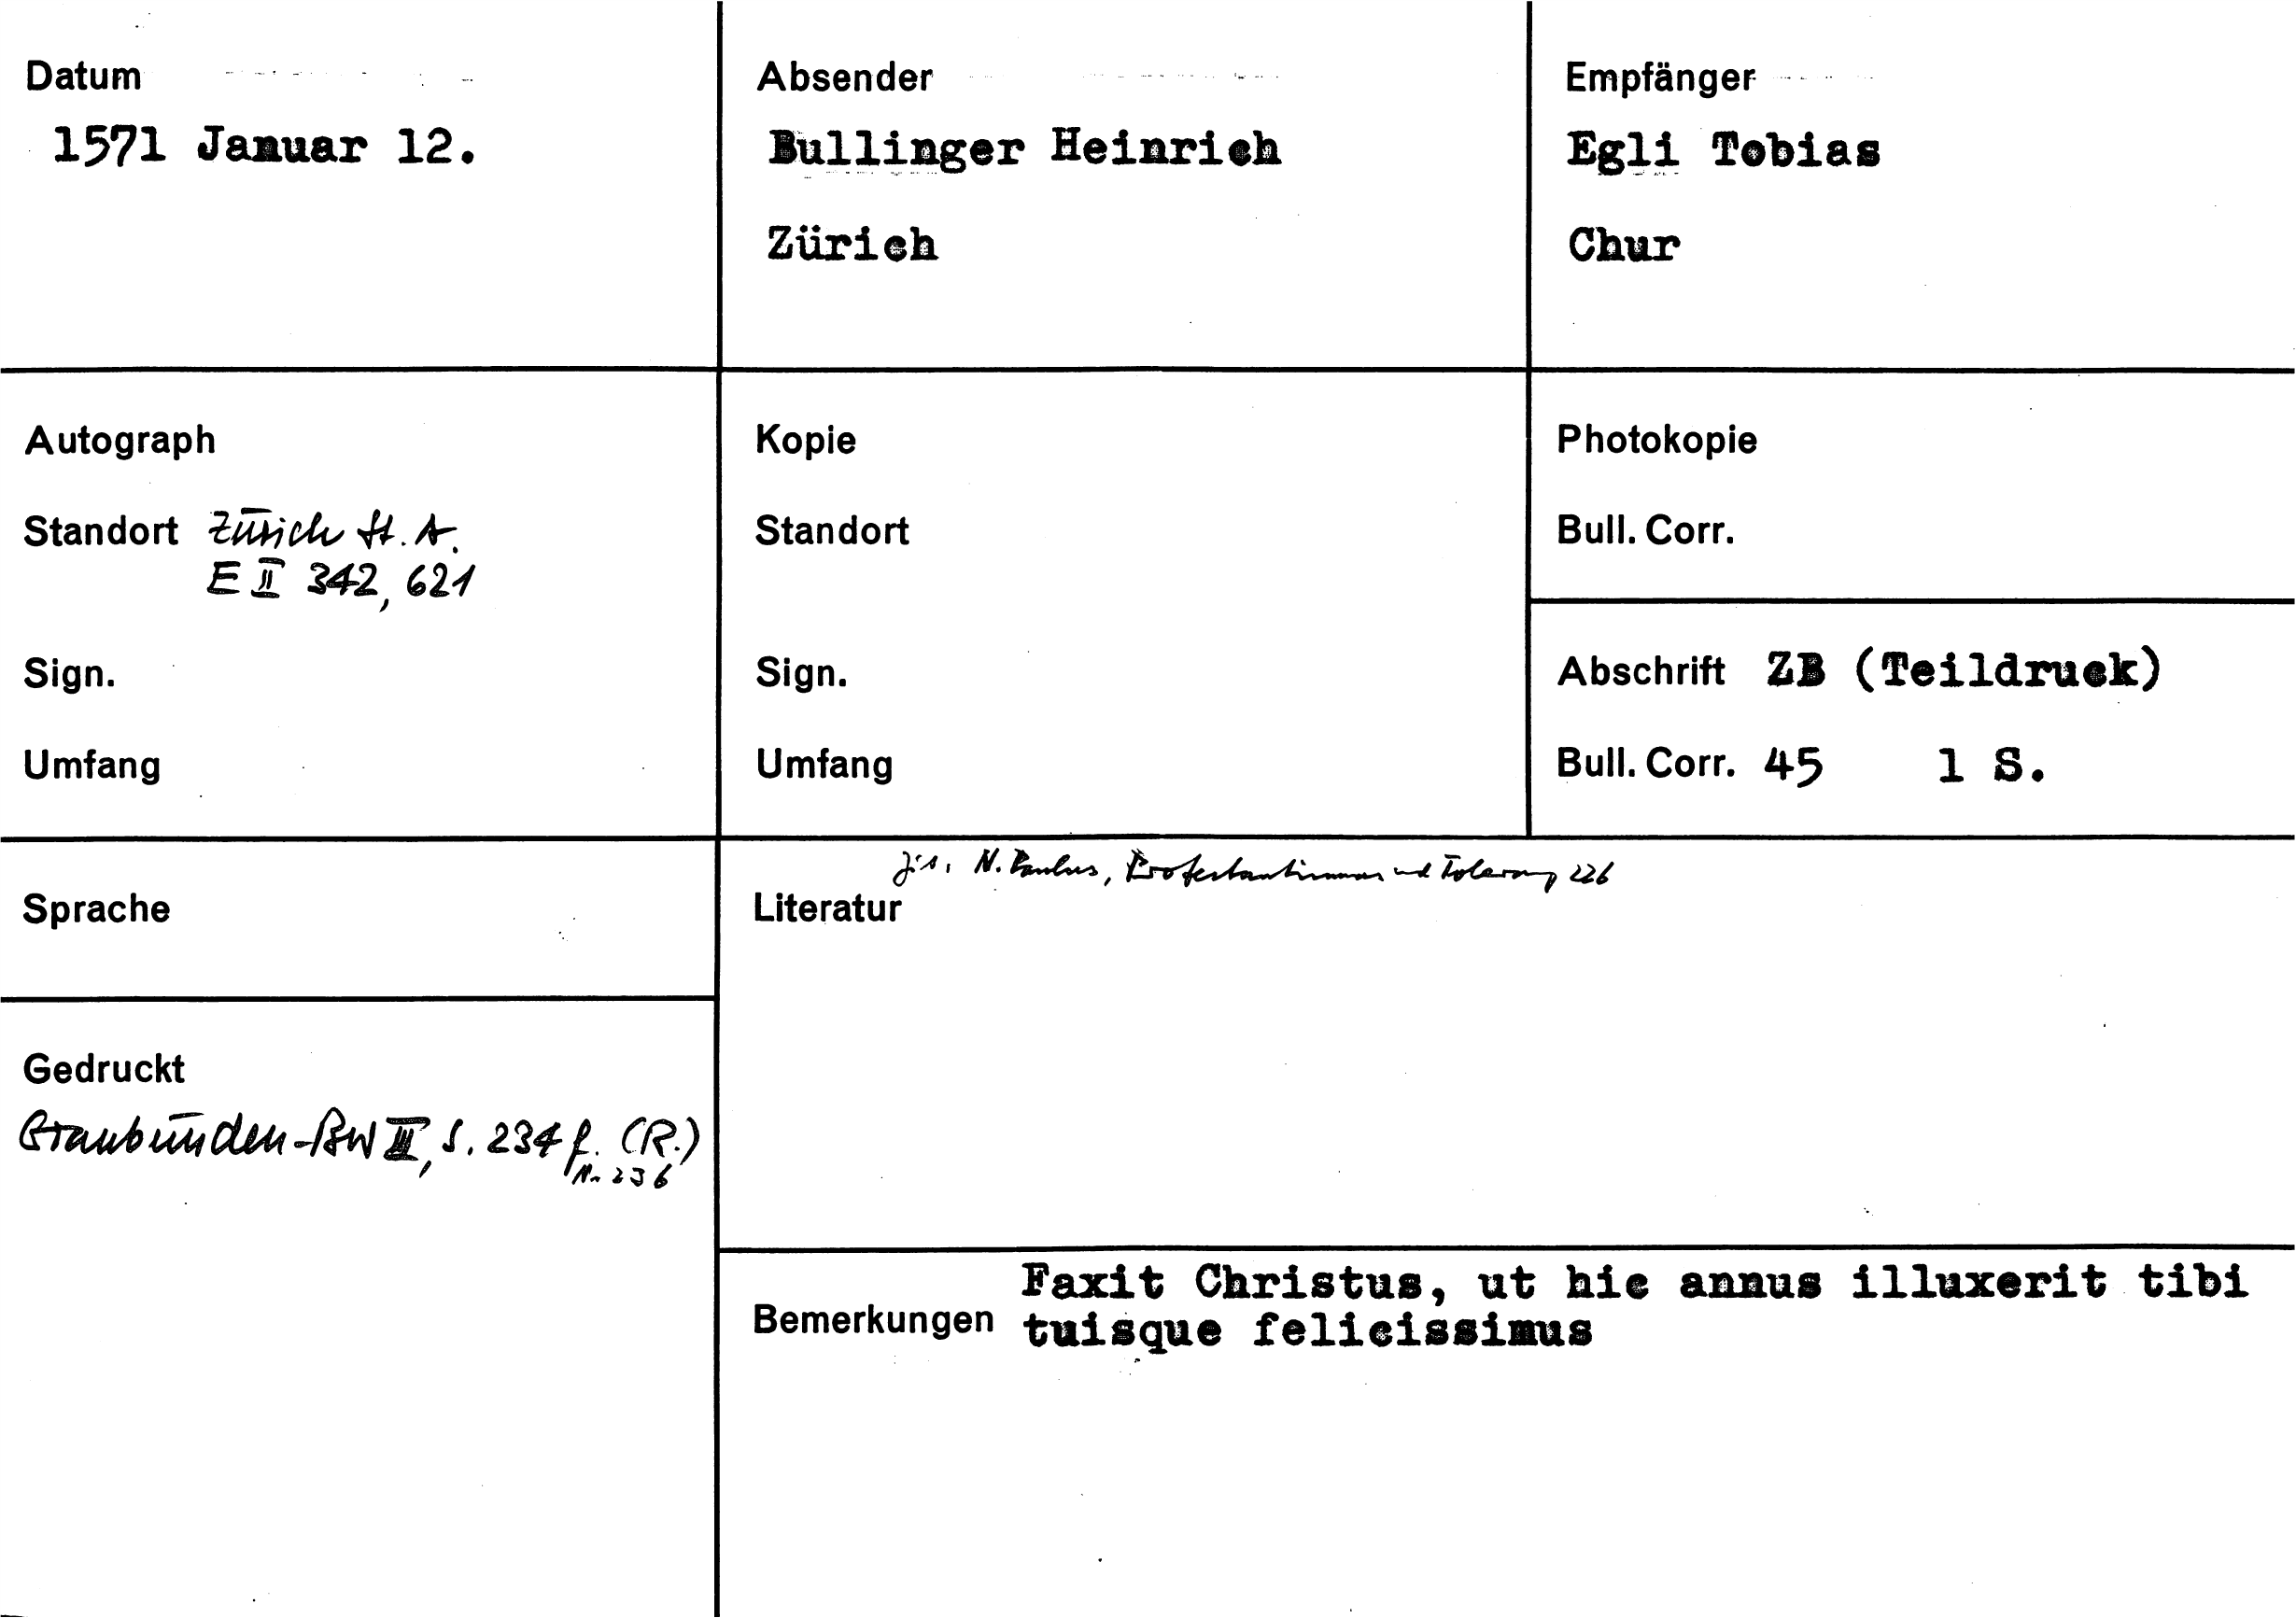 Datum
1571 Januar 12.
Absender
Bullinger Heinrich
Zürich
Empfänger
Egli Tobias
Chur
Autograph
Standort Zürich St. A.
E II 342, 621
Sign.
Umfang
Kopie
Standort
Sign.
Umfang
Photokopie
Bull. Corr.
Abschrift ZB (Teildruck)
Bull. Corr. 45 1 S.
Sprache
Gedruckt
Graubünden-BW III, S. 234 f. (R.)
Nr 236
zit. N. Paulus, Protestantismus und Toleranz 226
Literatur
Bemerkungen
Faxit Christus, ut hic annus illuxerit tibi
tuisque felicissimus